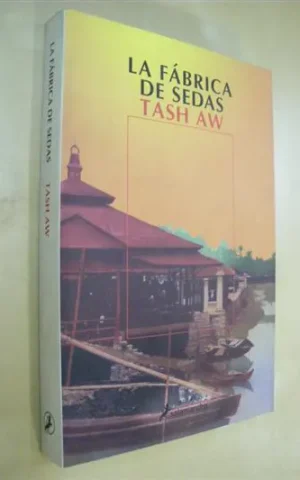 LA FÁBRICA
DE SEDAS
TASH AW
LA FÁBRICA DE SEDAS
TASH AW